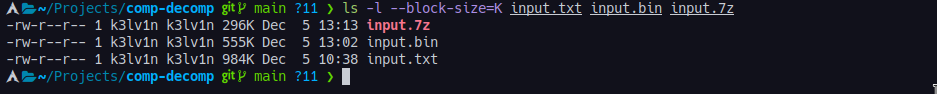 ~/Projects/comp-decomp git main ?11 ❯ ls -l --block-size=K input.txt input.bin input.7z
-rw-r--r-- 1 k3lv1n k3lv1n 296K Dec  5 13:13 input.7z
-rw-r--r-- 1 k3lv1n k3lv1n 555K Dec  5 13:02 input.bin
-rw-r--r-- 1 k3lv1n k3lv1n 984K Dec  5 10:38 input.txt
~/Projects/comp-decomp git main ?11 ❯